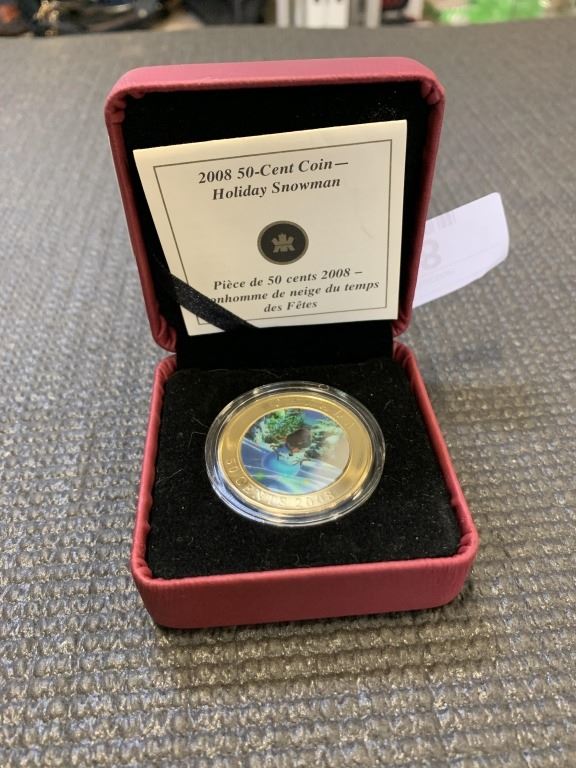 2008 50-Cent Coin—
Holiday Snowman
Pièce de 50 cents 2008 –
onhomme de neige du temps
des Fêtes
50 CENTS 2008
8